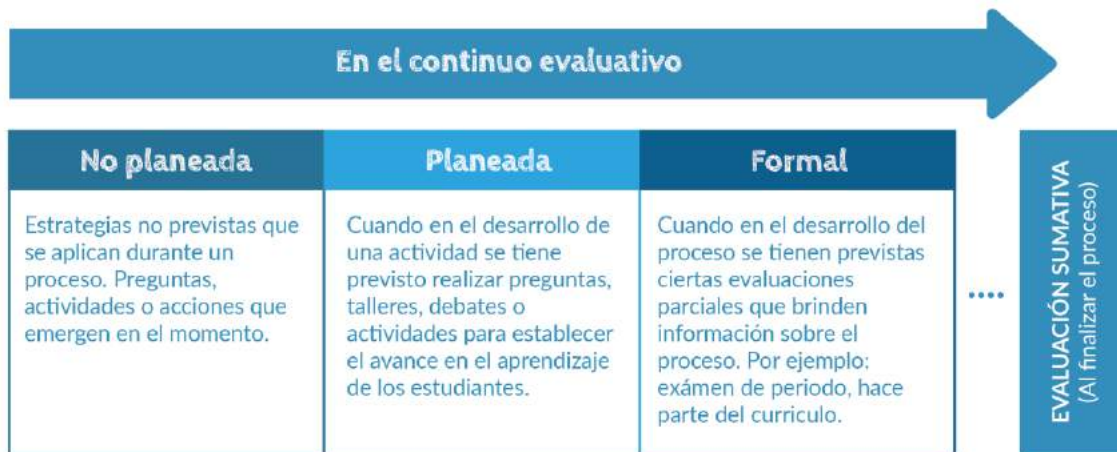 En el continuo evaluativo
No planeada
Estrategias no previstas que
se aplican durante un
proceso. Preguntas,
actividades o acciones que
emergen en el momento.
Planeada
Cuando en el desarrollo de
una actividad se tiene
previsto realizar preguntas,
talleres, debates o
actividades para establecer
el avance en el aprendizaje
de los estudiantes.
Formal
Cuando en el desarrollo del
proceso se tienen previstas
ciertas evaluaciones
parciales que brinden
información sobre el
proceso. Por ejemplo:
exámen de periodo, hace
parte del curriculo.
....
EVALUACIÓN SUMATIVA
(Al finalizar el proceso)